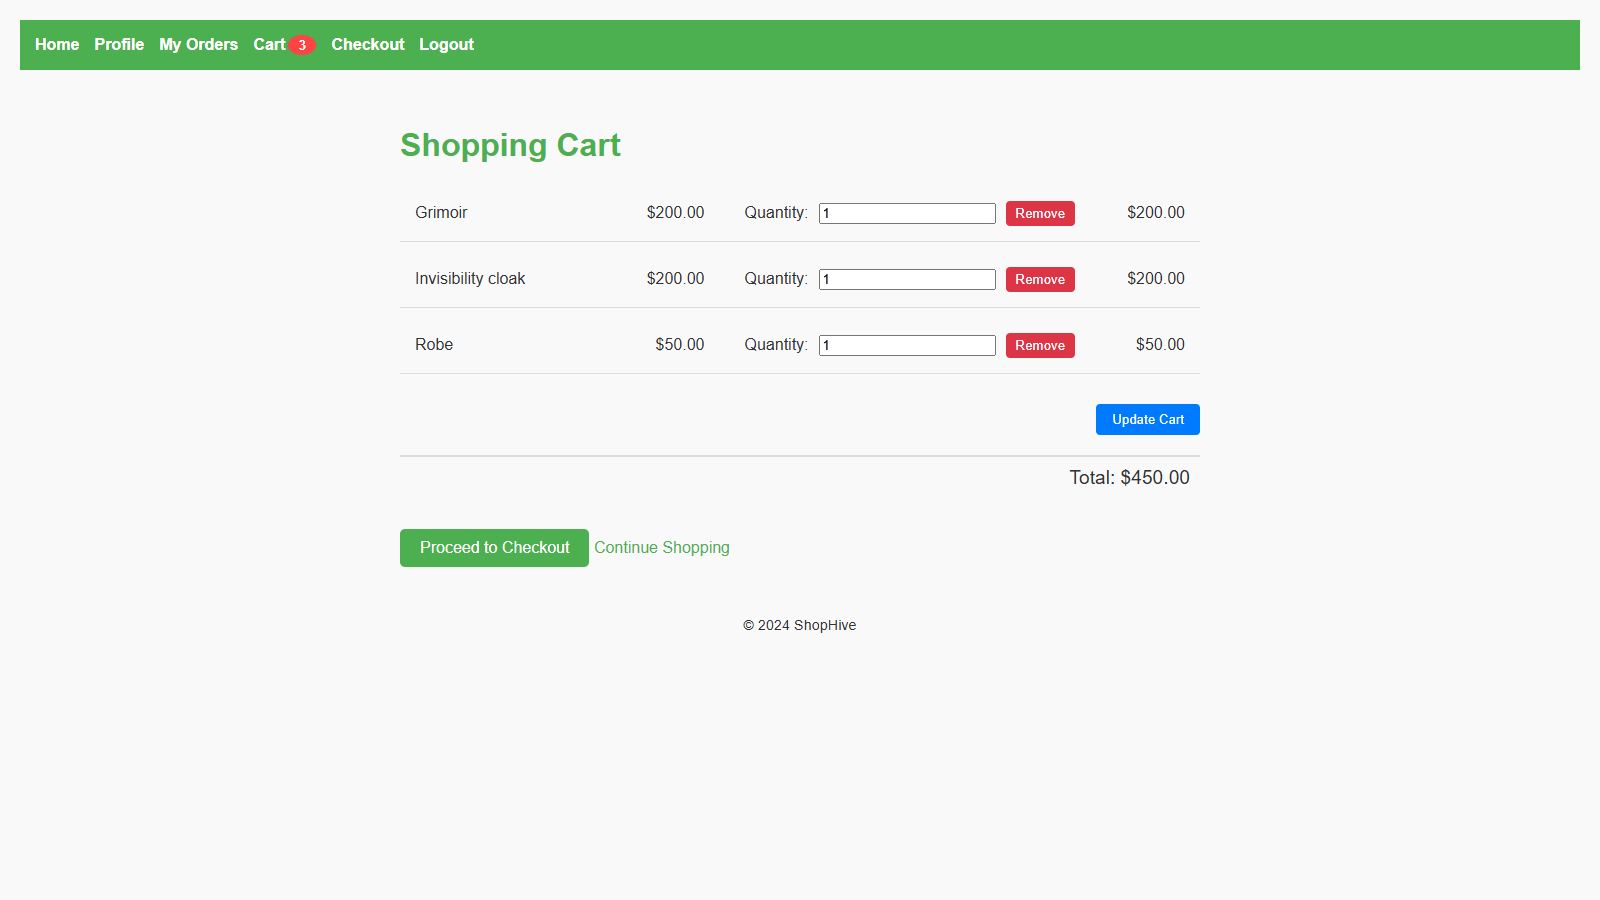 Home Profile My Orders Cart 3 Checkout Logout
Shopping Cart
Grimoir $200.00 Quantity: 1 Remove $200.00
Invisibility cloak $200.00 Quantity: 1 Remove $200.00
Robe $50.00 Quantity: 1 Remove $50.00
Update Cart
Total: $450.00
Proceed to Checkout Continue Shopping
© 2024 ShopHive